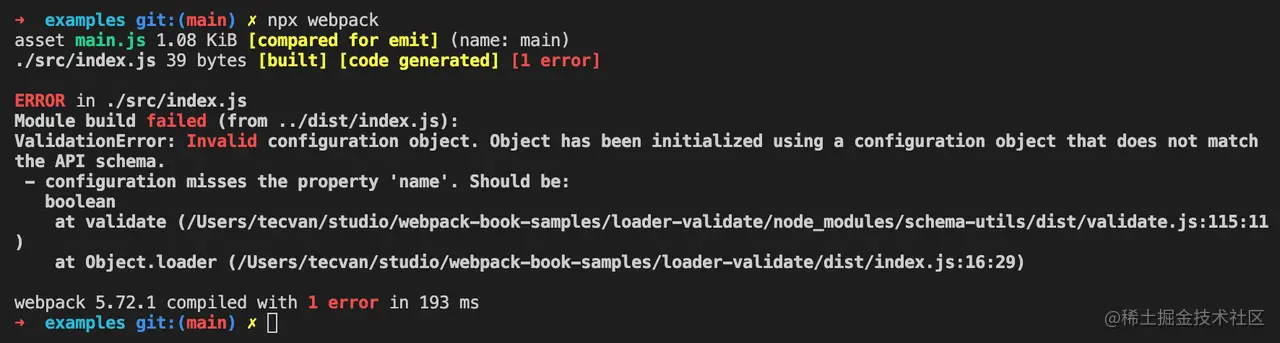 ➜  examples git:(main) ✗ npx webpack
asset main.js 1.08 KiB [compared for emit] (name: main)
./src/index.js 39 bytes [built] [code generated] [1 error]
ERROR in ./src/index.js
Module build failed (from ../dist/index.js):
ValidationError: Invalid configuration object. Object has been initialized using a configuration object that does not match
the API schema.
 - configuration misses the property 'name'. Should be:
   boolean
    at validate (/Users/tecvan/studio/webpack-book-samples/loader-validate/node_modules/schema-utils/dist/validate.js:115:11
)
    at Object.loader (/Users/tecvan/studio/webpack-book-samples/loader-validate/dist/index.js:16:29)
webpack 5.72.1 compiled with 1 error in 193 ms
➜  examples git:(main) ✗
@稀土掘金技术社区